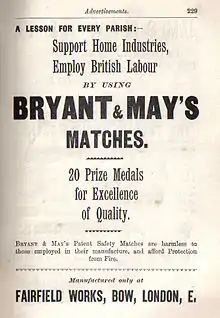 Advertisements. 229
A LESSON FOR EVERY PARISH:—
Support Home Industries,
Employ British Labour
BY USING
BRYANT & MAY'S
MATCHES.
20 Prize Medals
for Excellence
of Quality.
BRYANT & MAY'S Patent Safety Matches are harmless to
those employed in their manufacture, and afford Protection
from Fire.
Manufactured only at
FAIRFIELD WORKS, BOW, LONDON, E.